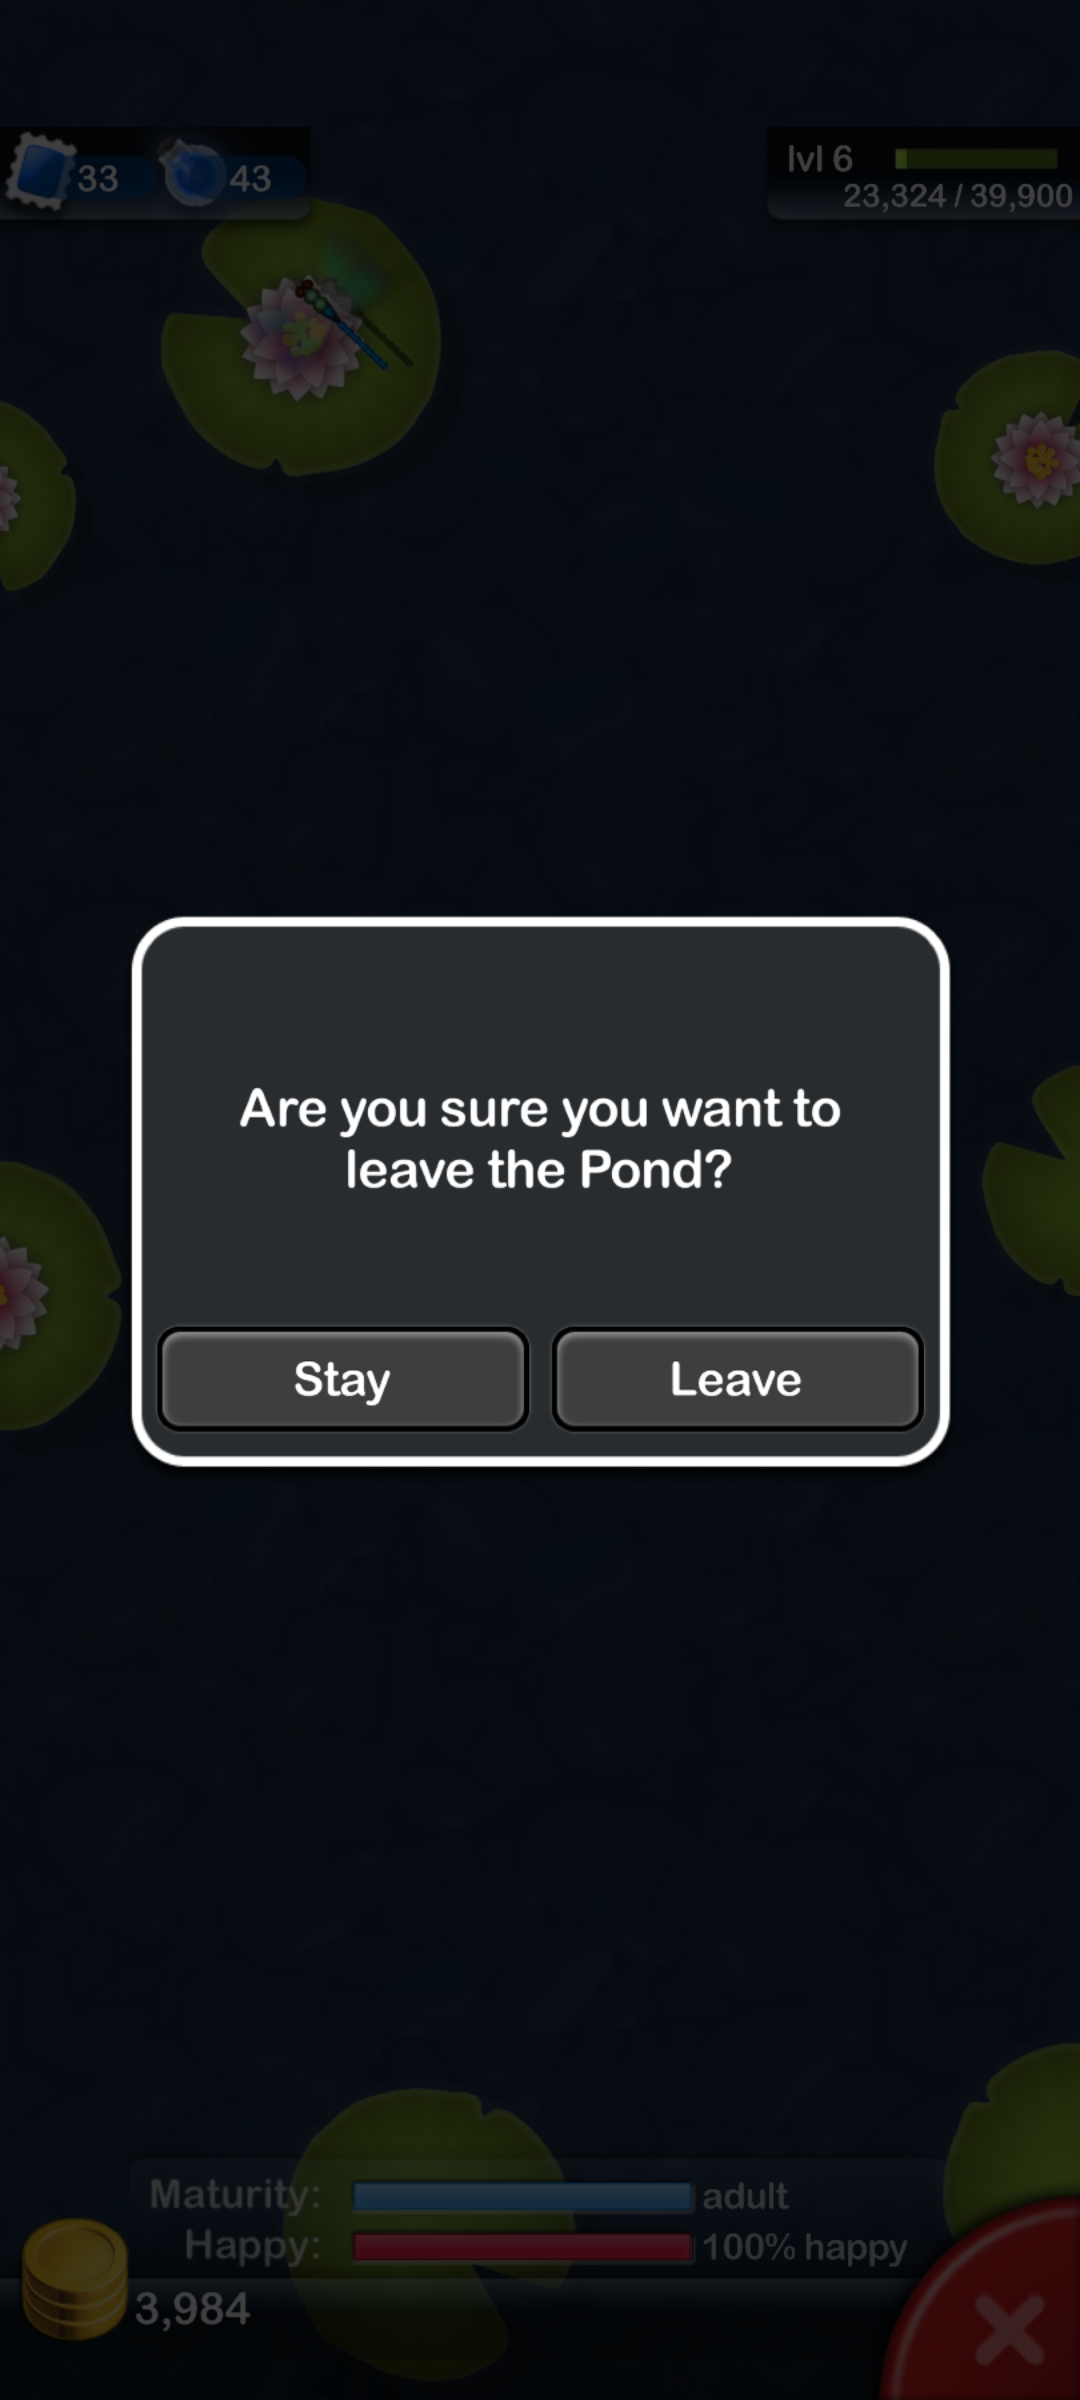 33
43
lvl 6
23,324 / 39,900
Are you sure you want to
leave the Pond?
Stay
Leave
Maturity:
adult
Happy:
100% happy
3,984